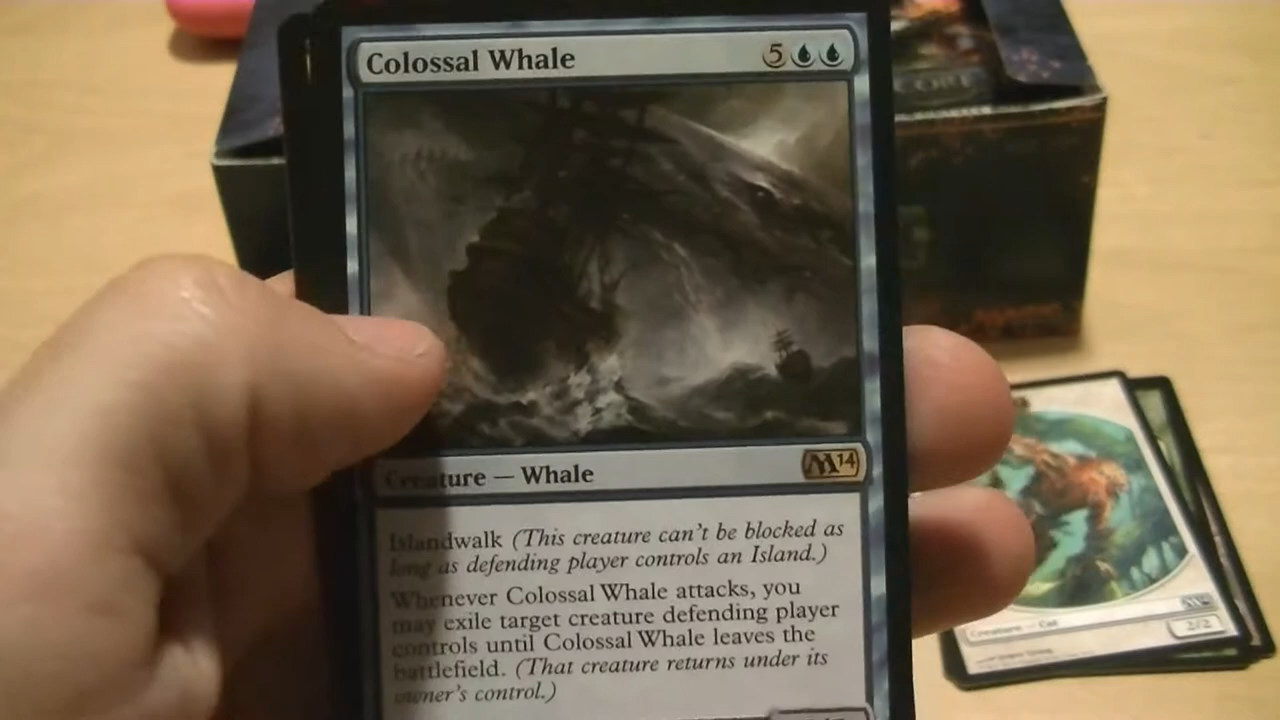 Colossal Whale 5
Creature — Whale M14
Islandwalk (This creature can't be blocked as
long as defending player controls an Island.)
Whenever Colossal Whale attacks, you
may exile target creature defending player
controls until Colossal Whale leaves the
battlefield. (That creature returns under its
owner's control.)
CORE
Creature — Cat
2/2